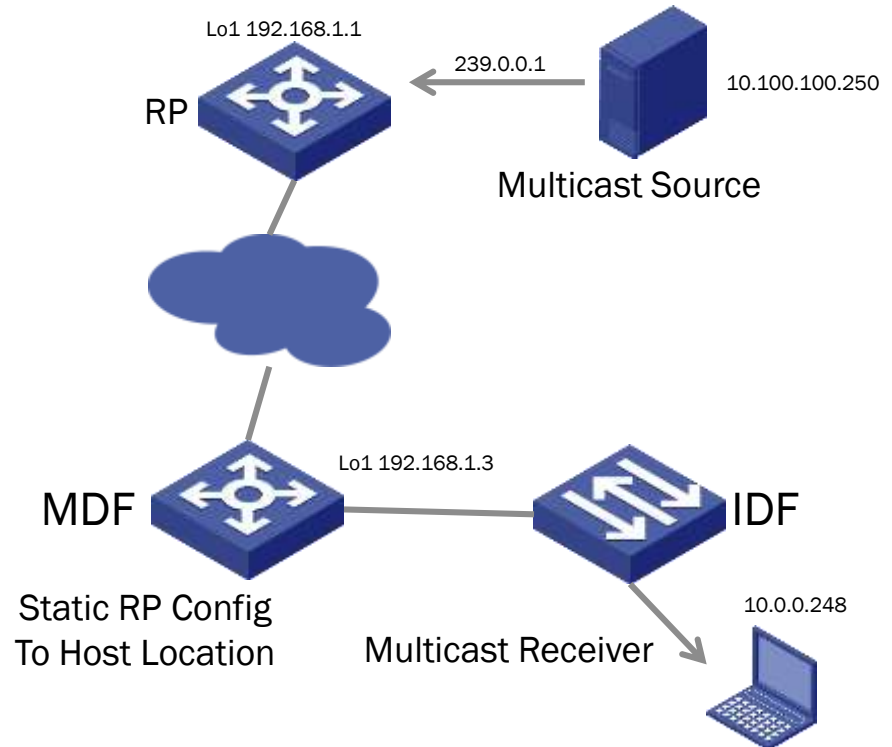 Lo1 192.168.1.1
239.0.0.1
10.100.100.250
RP
Multicast Source
Lo1 192.168.1.3
MDF
IDF
Static RP Config
To Host Location
10.0.0.248
Multicast Receiver